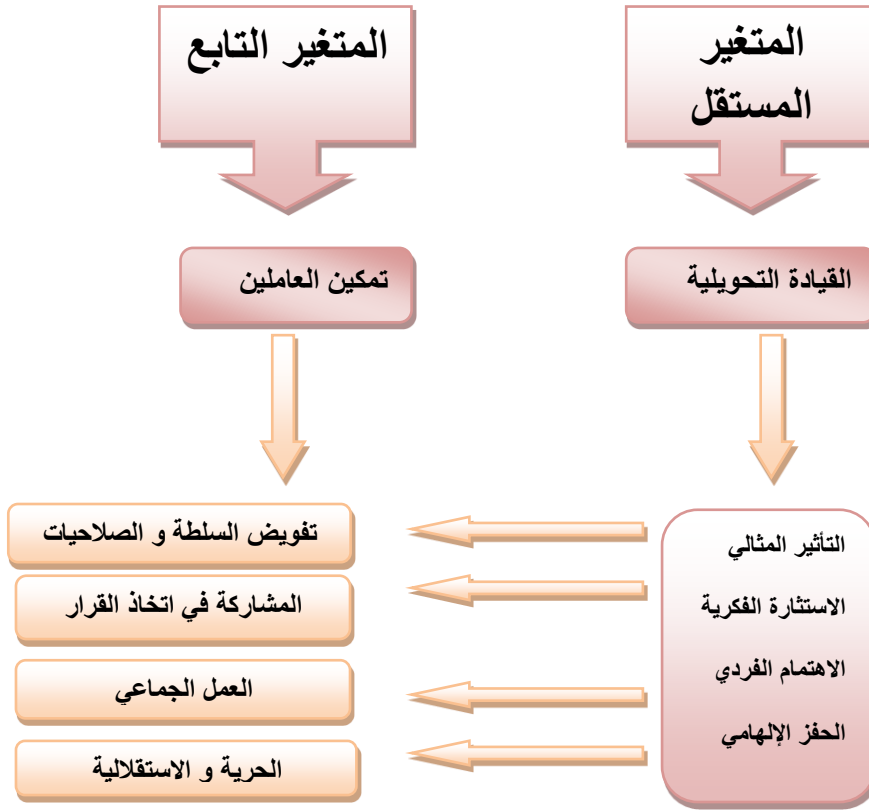 المتغير
المستقل
المتغير التابع
القيادة التحويلية
تمكين العاملين
التأثير المثالي
الاستثارة الفكرية
الاهتمام الفردي
الحفز الإلهامي
تفويض السلطة و الصلاحيات
المشاركة في اتخاذ القرار
العمل الجماعي
الحرية و الاستقلالية